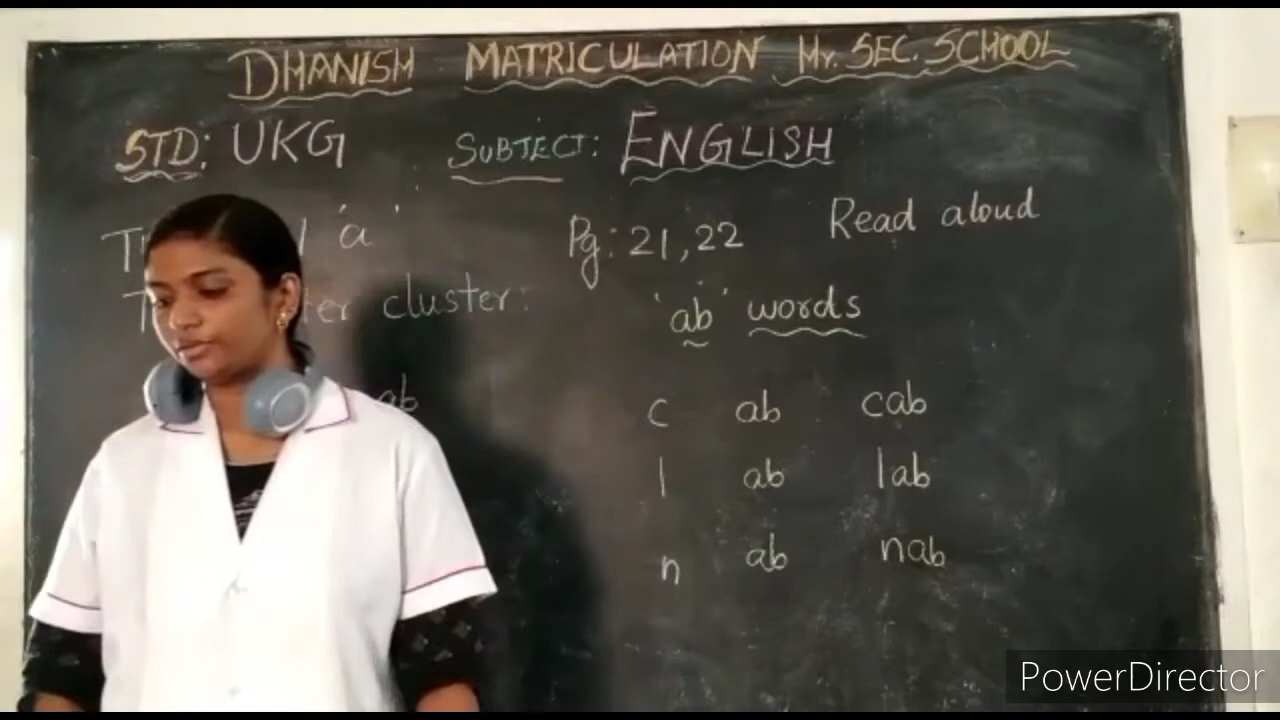 DHANISH MATRICULATION Hr. SEC. SCHOOL
STD: UKG SUBJECT: ENGLISH
'a' Pg: 21, 22 Read aloud
cluster: 'ab' words
ab
c ab cab
l ab lab
n ab nab
PowerDirector